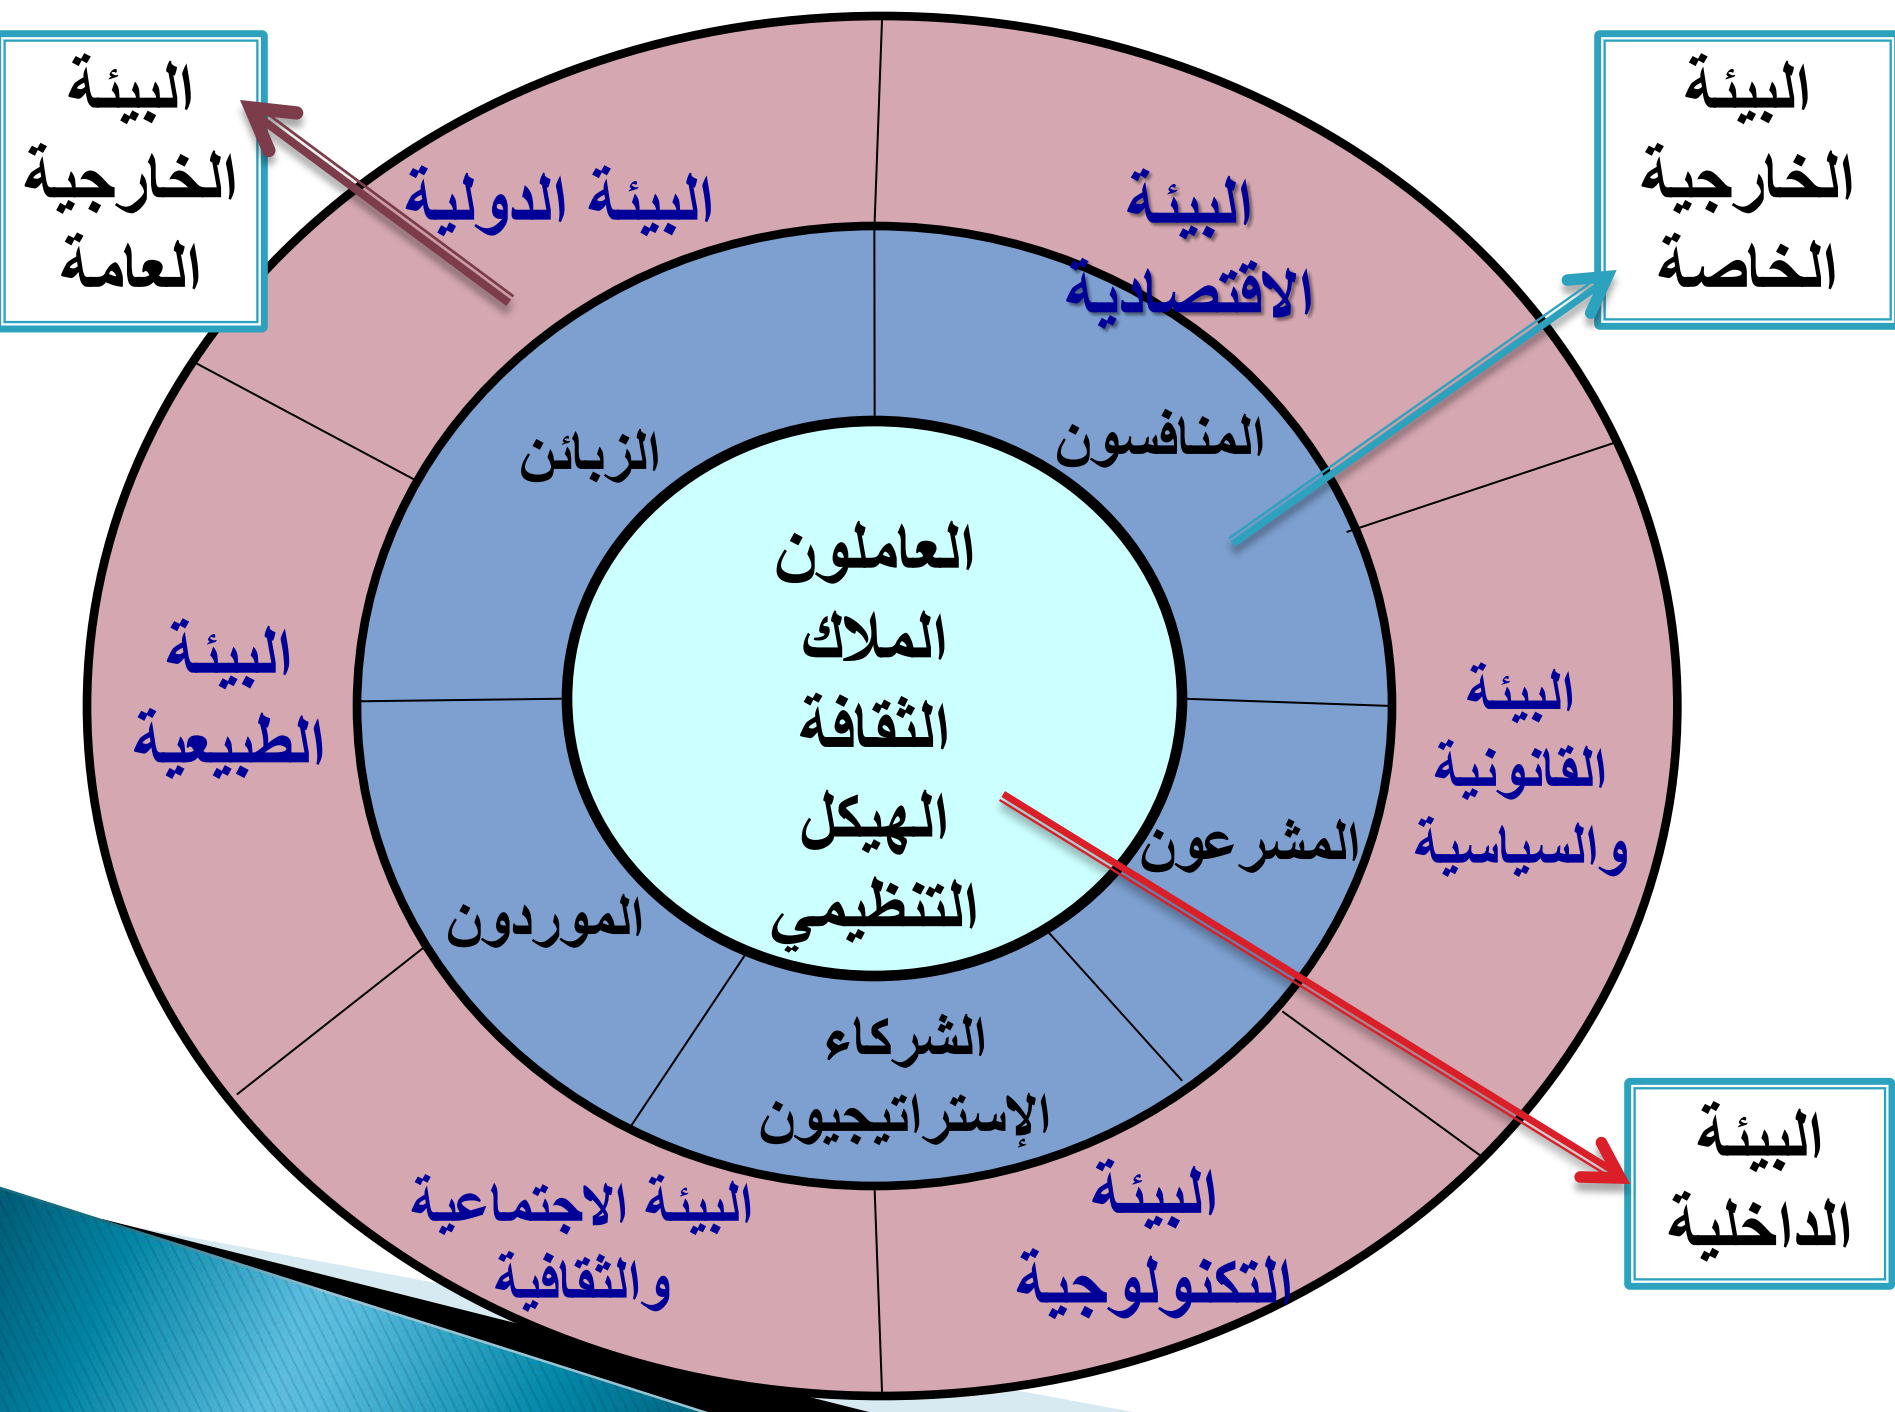 البيئة
الخارجية
الخاصة
البيئة
الخارجية
العامة
البيئة
الاقتصادية
البيئة الدولية
المنافسون
الزبائن
العاملون
الملاك
الثقافة
الهيكل
التنظيمي
البيئة
القانونية
والسياسية
البيئة
الطبيعية
المشرعون
الموردون
الشركاء
الإستراتيجيون
البيئة
التكنولوجية
البيئة الاجتماعية
والثقافية
البيئة
الداخلية